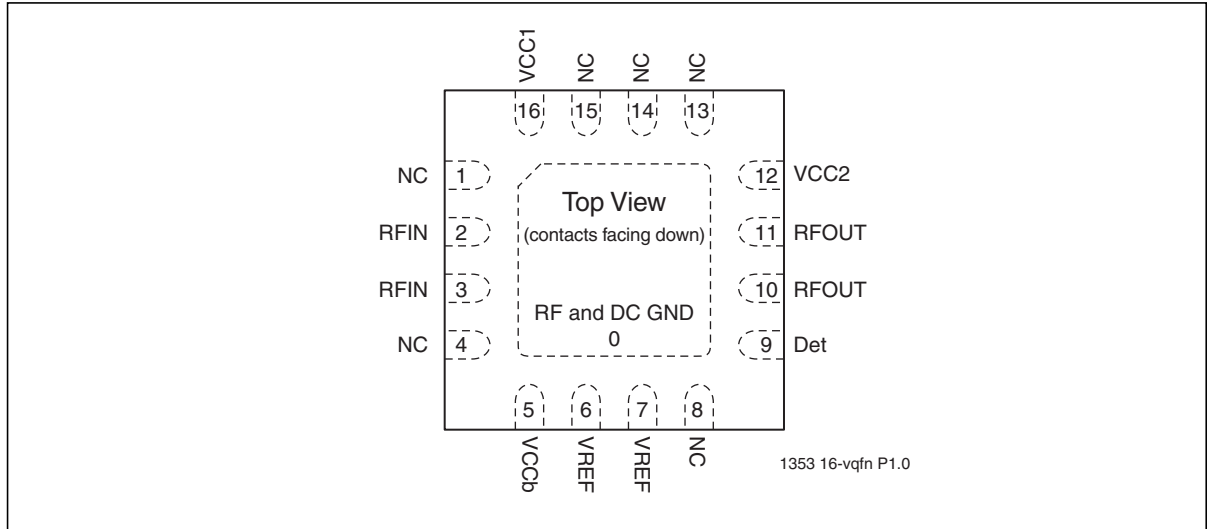 VCC1
NC
NC
NC
16
15
14
13
NC
1
12
VCC2
Top View
RFIN
2
(contacts facing down)
11
RFOUT
RFIN
3
10
RFOUT
RF and DC GND
0
NC
4
9
Det
5
6
7
8
VCCb
VREF
VREF
NC
1353 16-vqfn P1.0